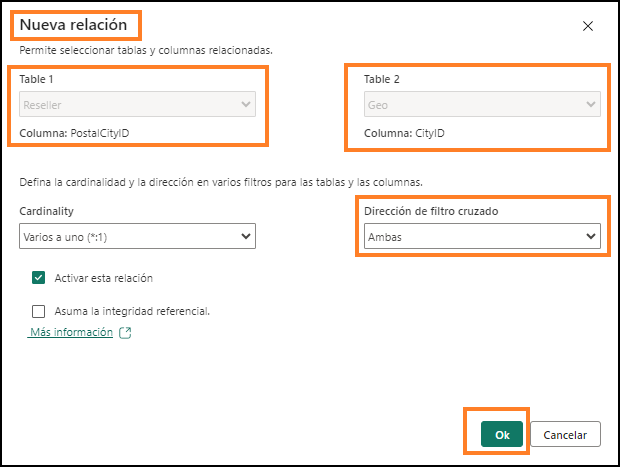 Nueva relación
Permite seleccionar tablas y columnas relacionadas.
Table 1
Table 2
Reseller
Geo
Columna: PostalCityID
Columna: CityID
Defina la cardinalidad y la dirección en varios filtros para las tablas y las columnas.
Cardinality
Dirección de filtro cruzado
Varios a uno (*:1)
Ambas
Activar esta relación
Asuma la integridad referencial.
Más información
Ok
Cancelar